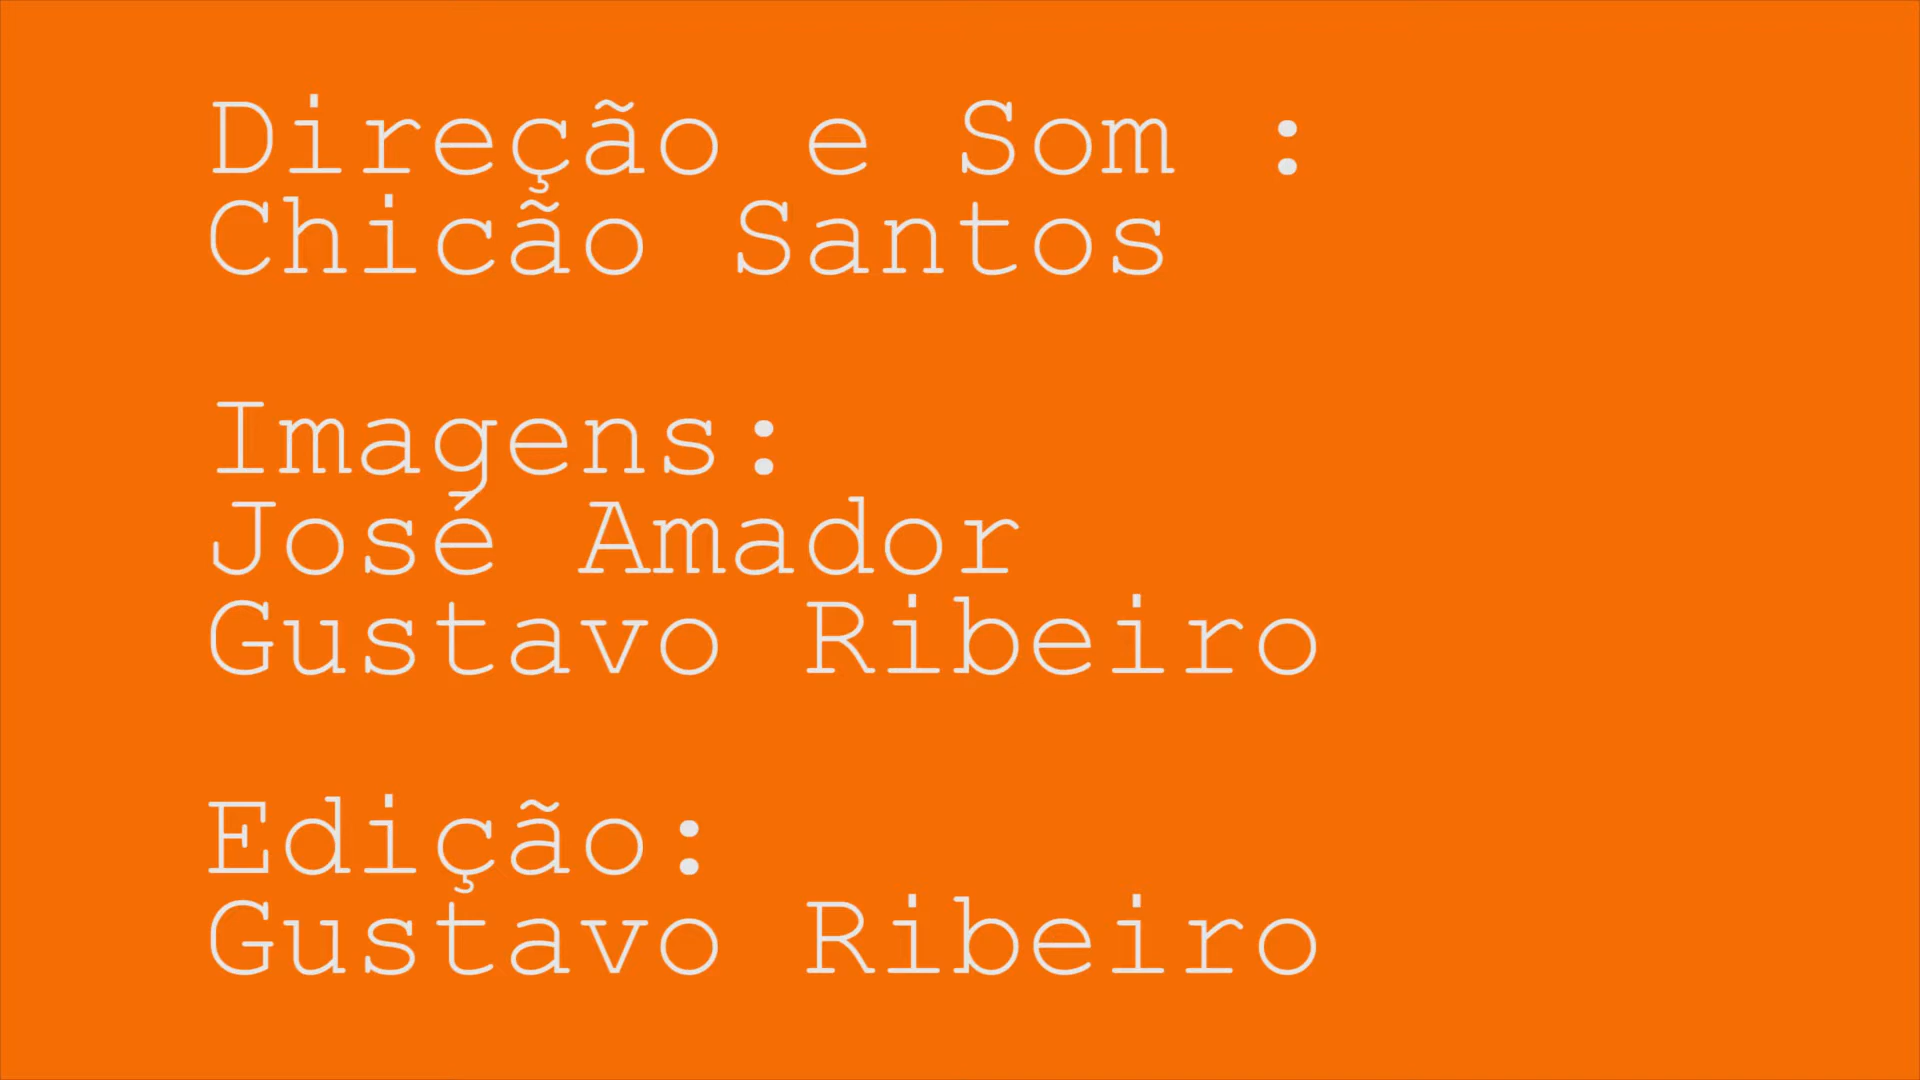 Direção e Som :
Chicão Santos
Imagens:
José Amador
Gustavo Ribeiro
Edição:
Gustavo Ribeiro